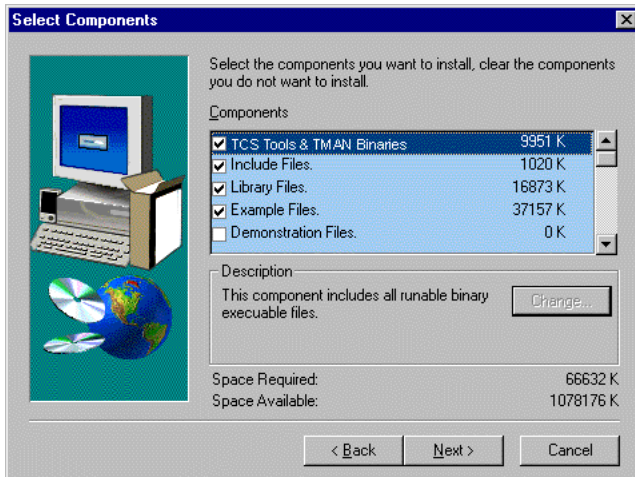 Select Components
Select the components you want to install, clear the components
you do not want to install.
Components
TCS Tools & TMAN Binaries 9951 K
Include Files. 1020 K
Library Files. 16873 K
Example Files. 37157 K
Demonstration Files. 0 K
Description
This component includes all runable binary
execuable files.
Change...
Space Required: 66632 K
Space Available: 1078176 K
< Back Next > Cancel